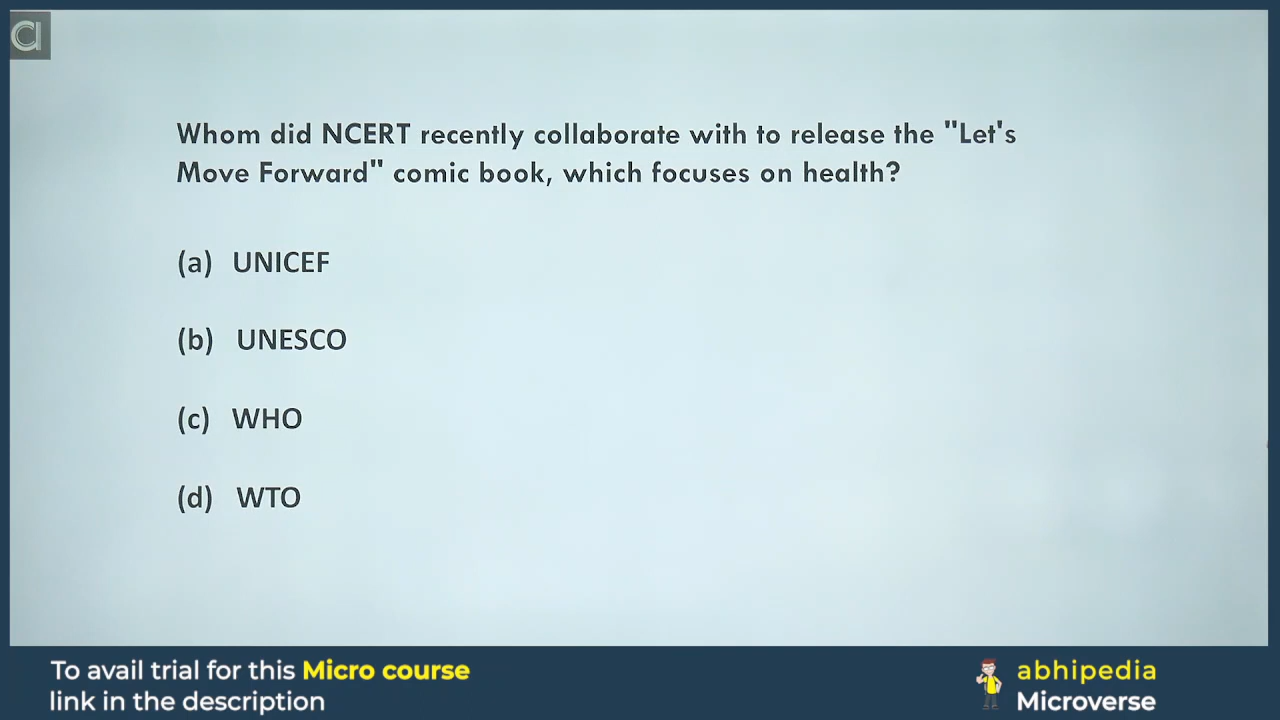 Whom did NCERT recently collaborate with to release the "Let's
Move Forward" comic book, which focuses on health?
(a) UNICEF
(b) UNESCO
(c) WHO
(d) WTO
To avail trial for this Micro course
link in the description
abhipedia
Microverse